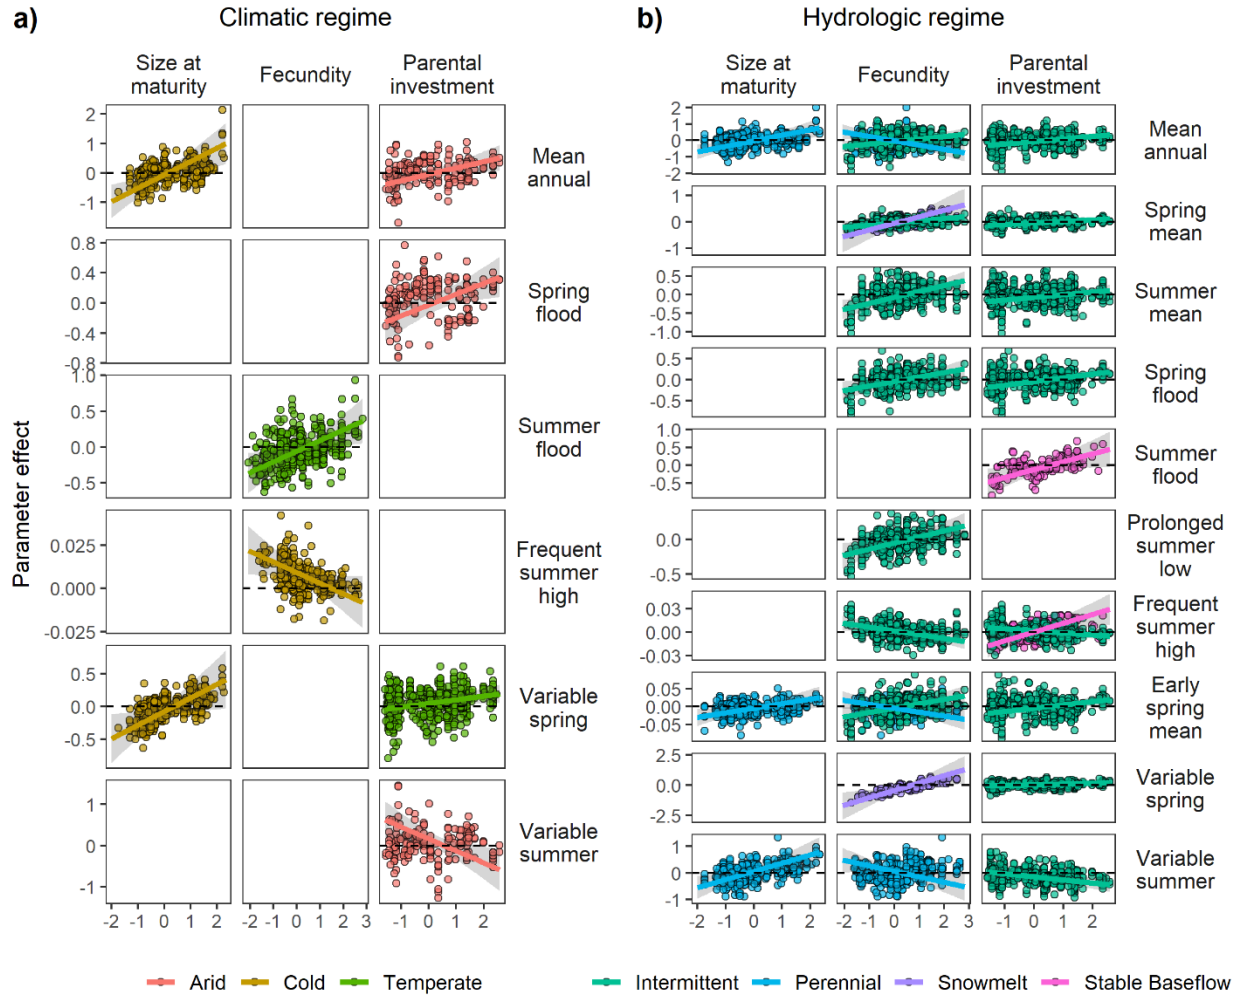 a) Climatic regime
Size at maturity
Fecundity
Parental investment
Parameter effect
2
1
0
-1
Mean annual
0.8
0.4
0.0
-0.4
-0.8
Spring flood
1.0
0.5
0.0
-0.5
Summer flood
0.025
0.000
-0.025
Frequent summer high
0.5
0.0
-0.5
Variable spring
1
0
-1
Variable summer
-2 -1 0 1 2
-2 -1 0 1 2 3
-1 0 1 2
Arid Cold Temperate
b) Hydrologic regime
Size at maturity
Fecundity
Parental investment
2
1
0
-1
-2
Mean annual
1
0
-1
Spring mean
0.5
0.0
-0.5
-1.0
Summer mean
0.5
0.0
-0.5
Spring flood
1.0
0.5
0.0
-0.5
Summer flood
0.0
-0.5
Prolonged summer low
0.03
0.00
-0.03
Frequent summer high
0.05
0.00
-0.05
Early spring mean
2.5
0.0
-2.5
Variable spring
1
0
-1
Variable summer
-2 -1 0 1 2
-2 -1 0 1 2 3
-1 0 1 2
Intermittent Perennial Snowmelt Stable Baseflow